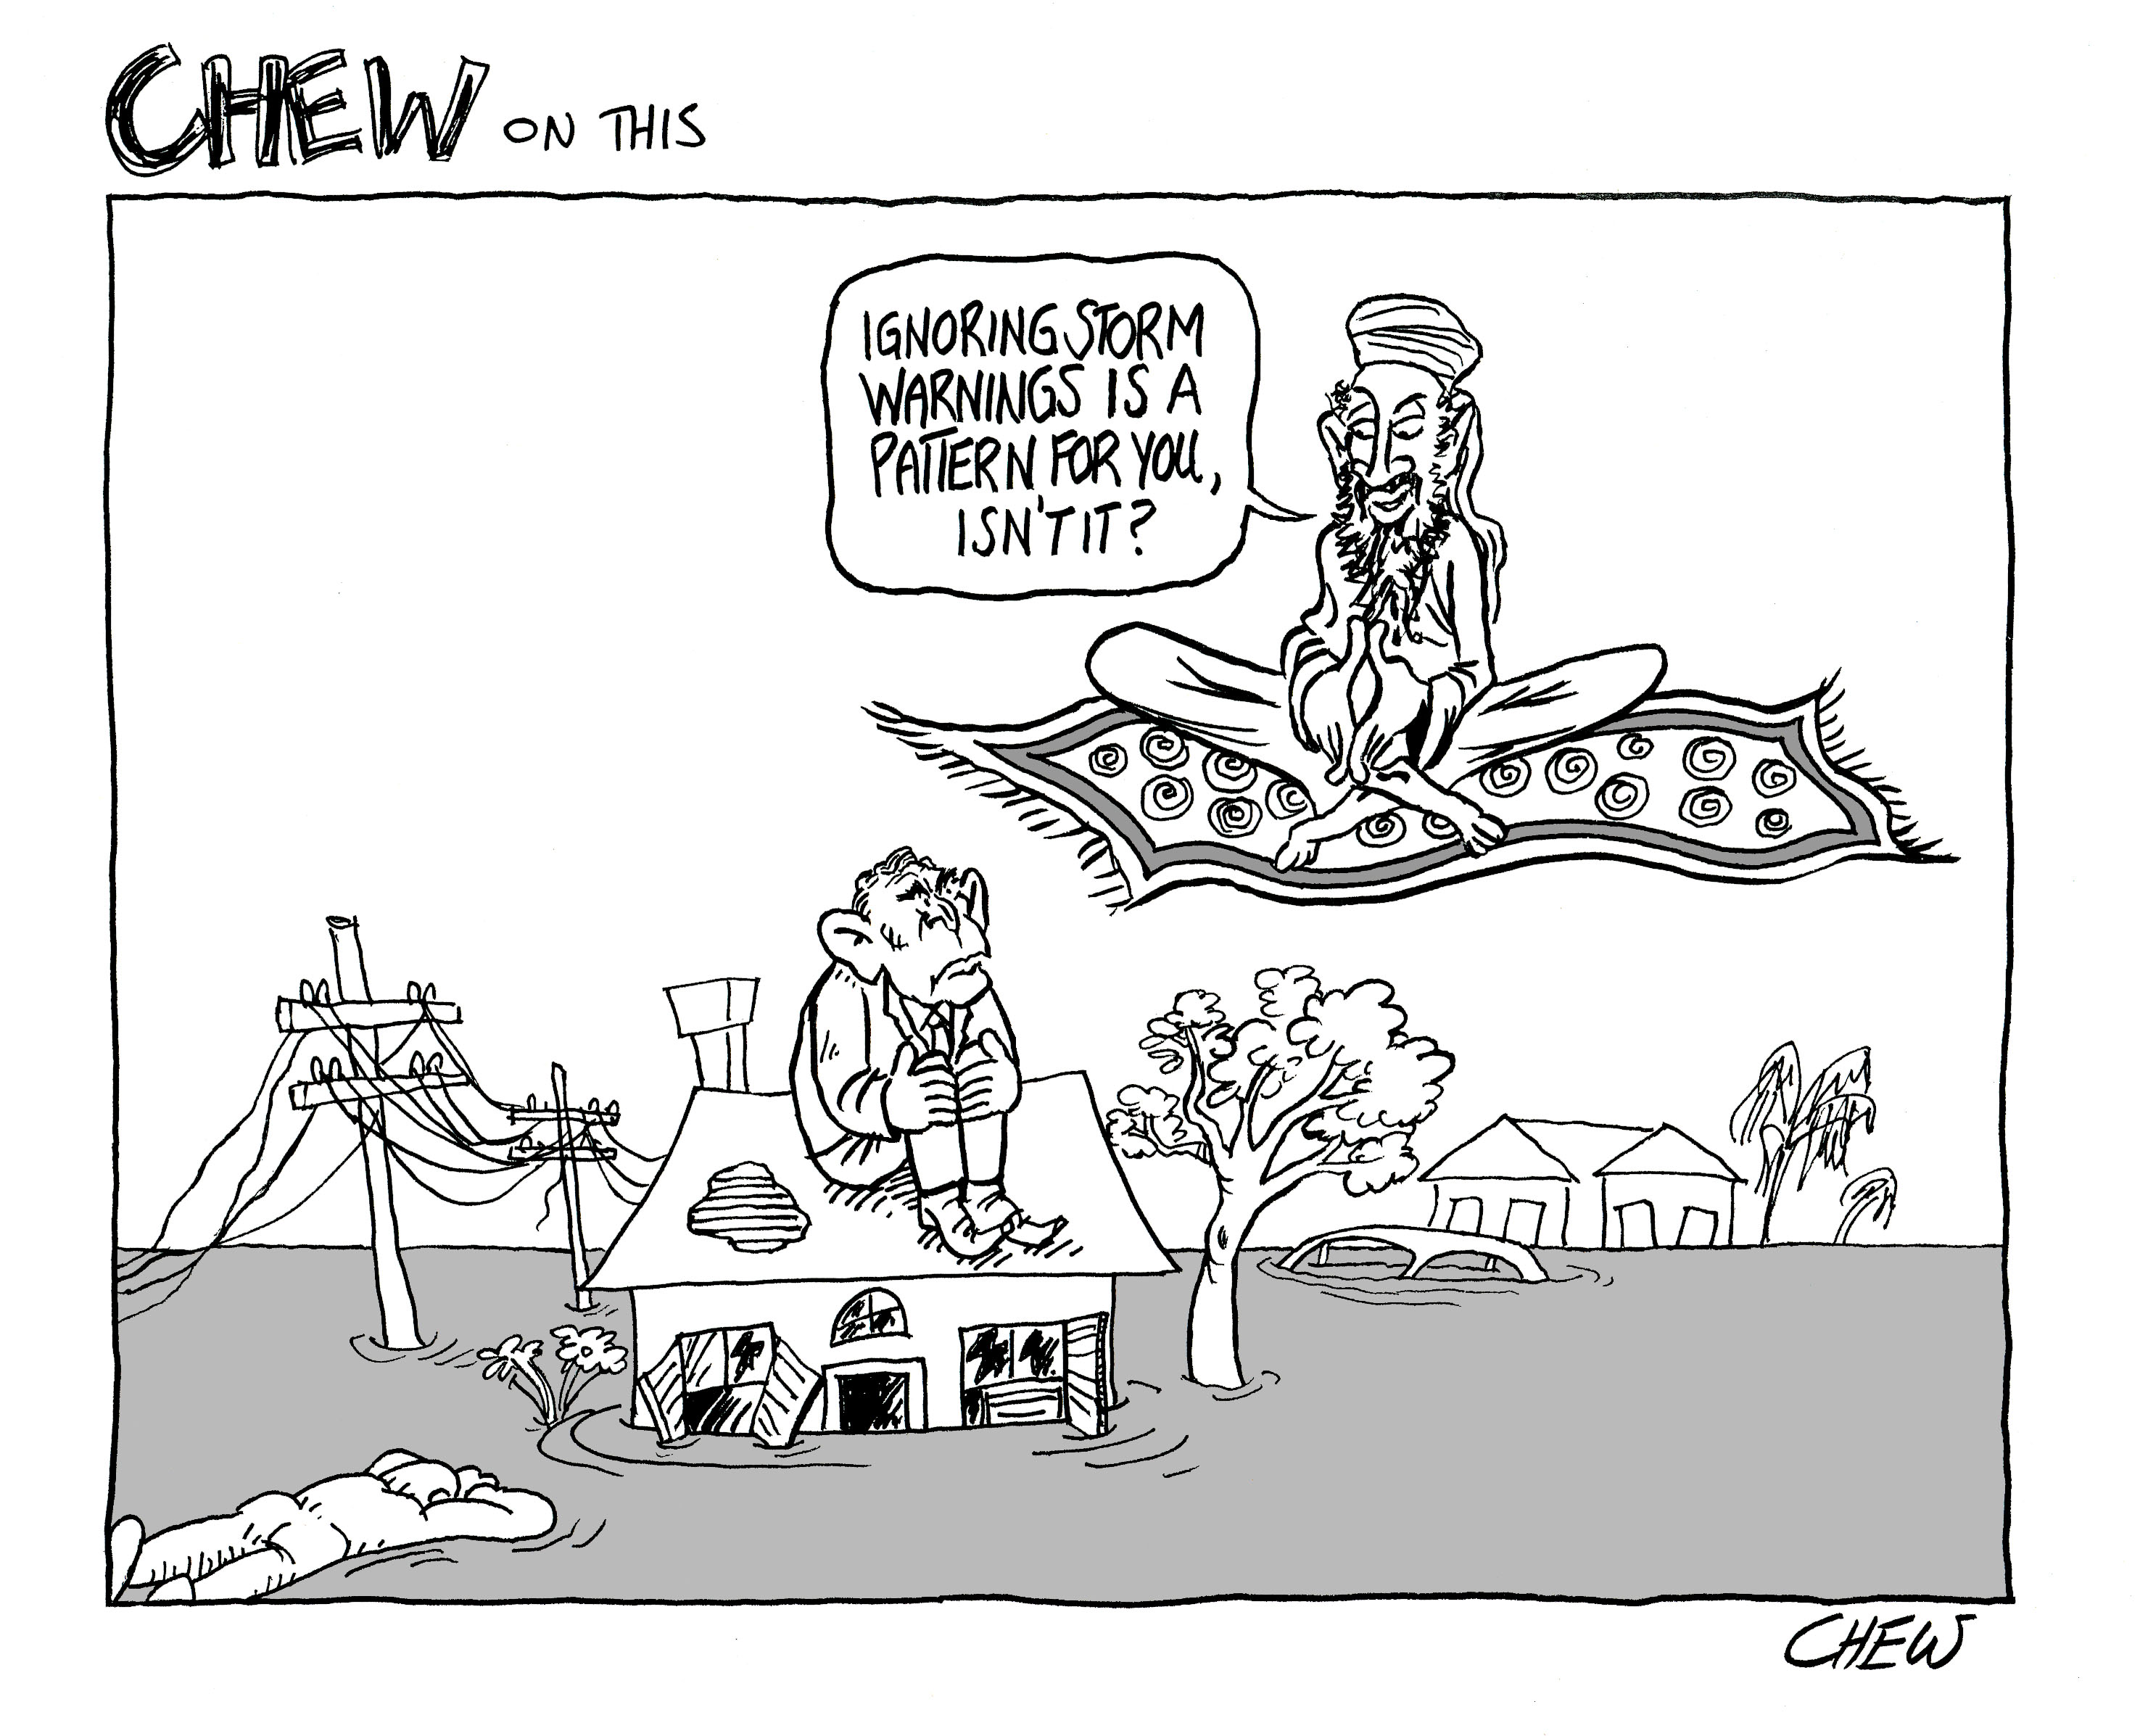 CHEW ON THIS
IGNORING STORM
WARNINGS IS A
PATTERN FOR YOU,
ISN'T IT?
CHEW